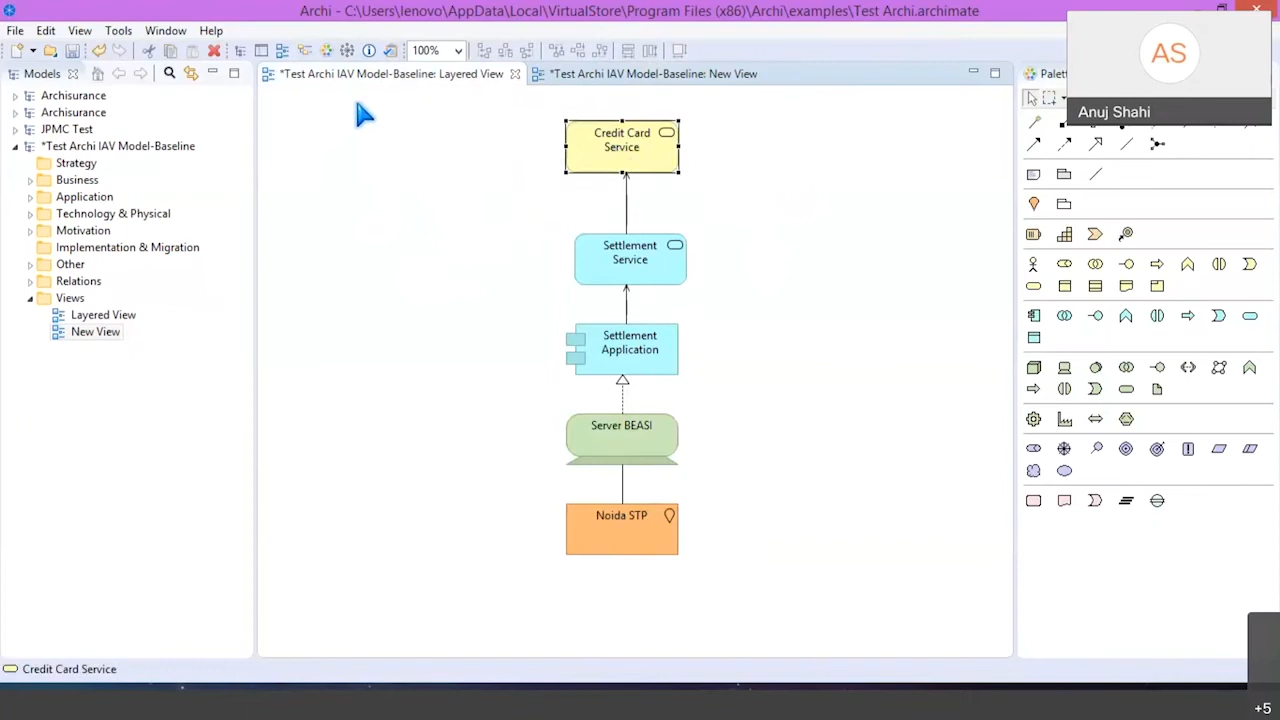 Archi - C:\Users\lenovo\AppData\Local\VirtualStore\Program Files (x86)\Archi\examples\Test Archi.archimate
File Edit View Tools Window Help
100%
Models
*Test Archi IAV Model-Baseline: Layered View
*Test Archi IAV Model-Baseline: New View
AS
Anuj Shahi
Archisurance
Archisurance
JPMC Test
*Test Archi IAV Model-Baseline
Strategy
Business
Application
Technology & Physical
Motivation
Implementation & Migration
Other
Relations
Views
Layered View
New View
Credit Card
Service
Settlement
Service
Settlement
Application
Server BEASI
Noida STP
Credit Card Service
+5